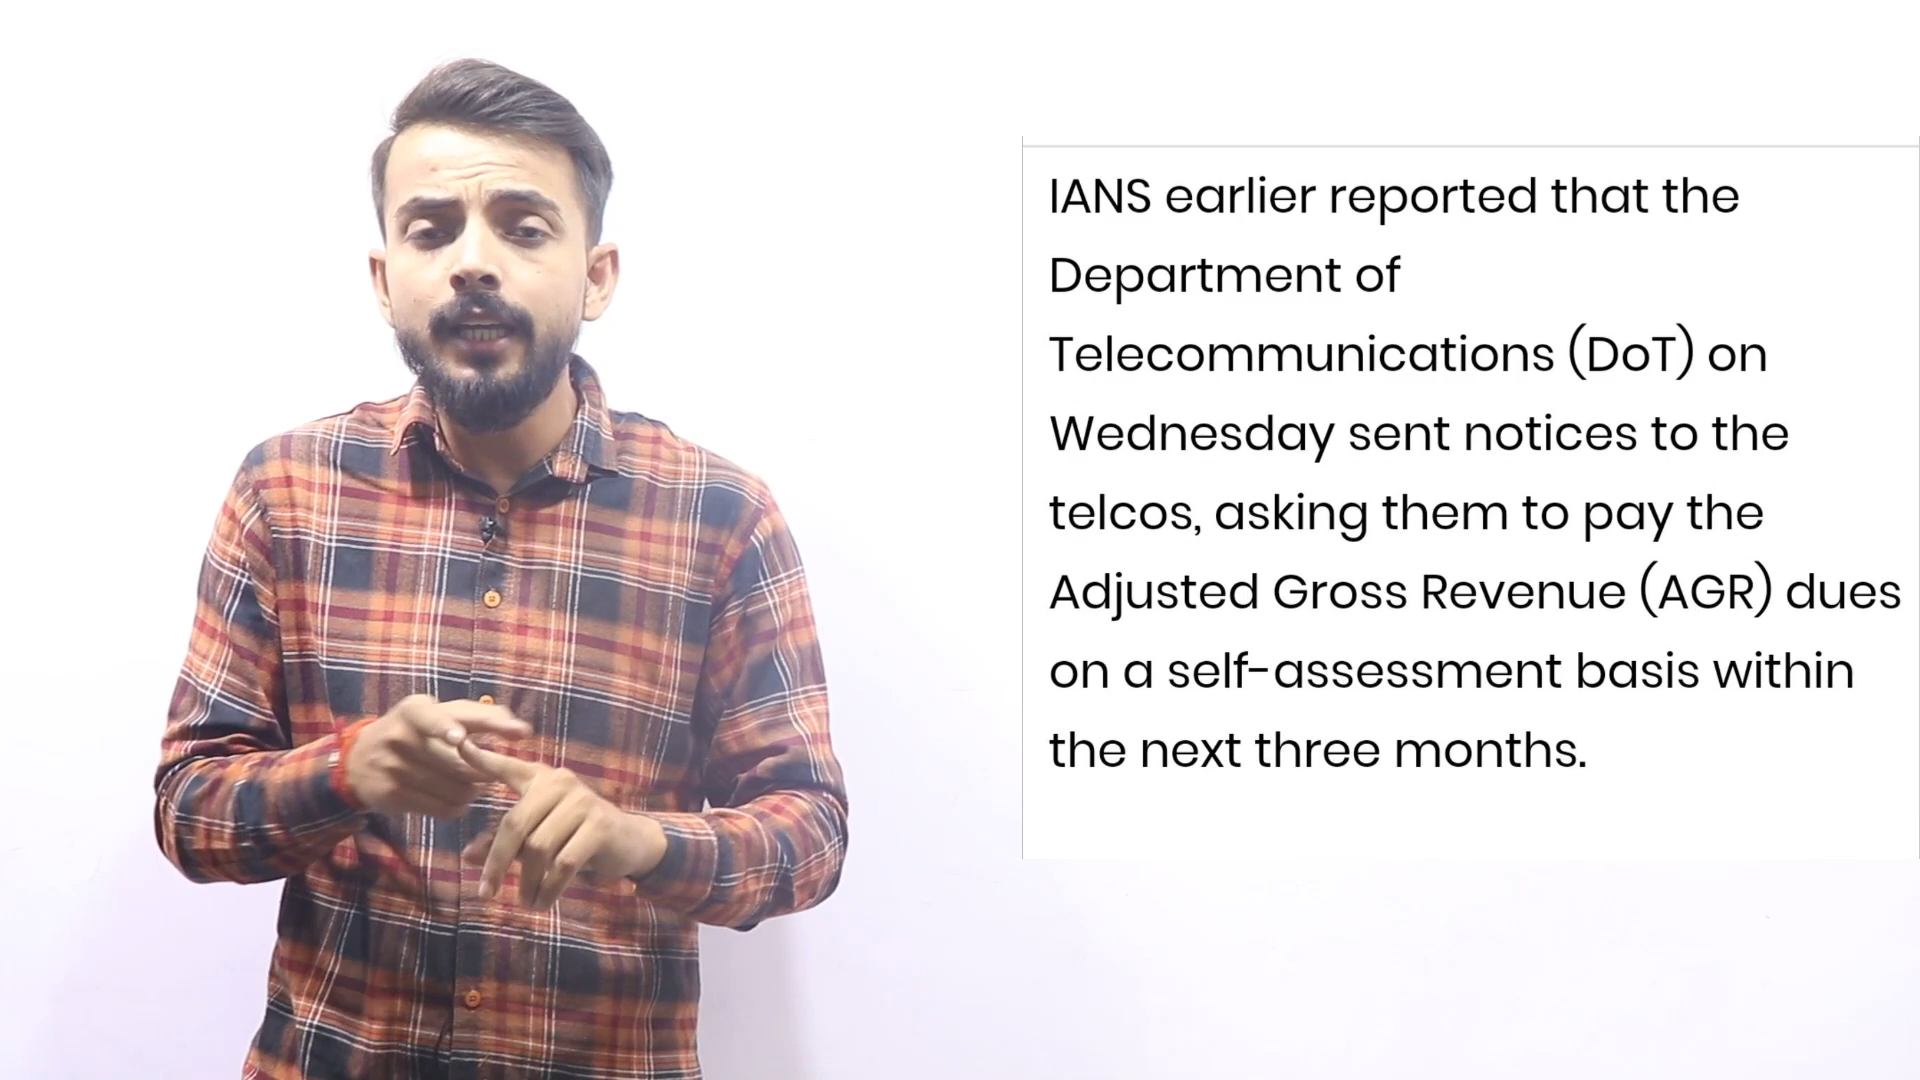 IANS earlier reported that the
Department of
Telecommunications (DoT) on
Wednesday sent notices to the
telcos, asking them to pay the
Adjusted Gross Revenue (AGR) dues
on a self-assessment basis within
the next three months.